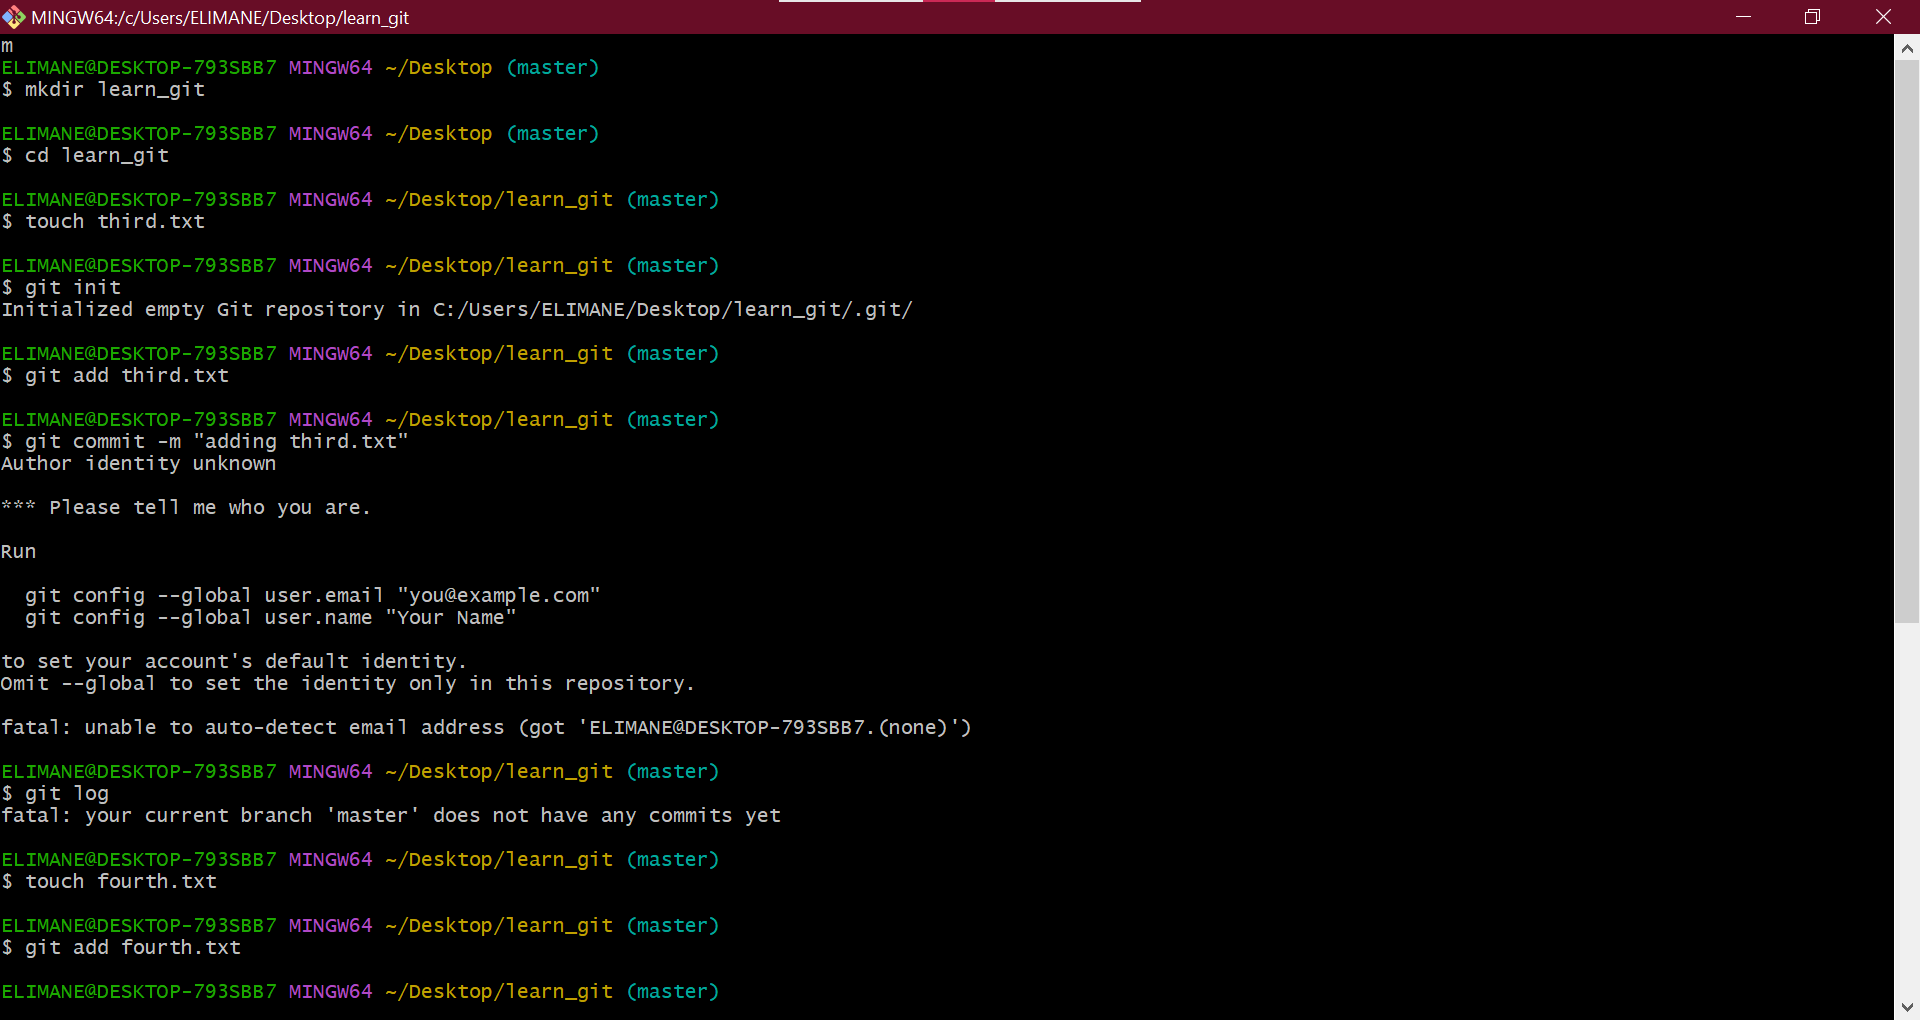 MINGW64:/c/Users/ELIMANE/Desktop/learn_git
m
ELIMANE@DESKTOP-793SBB7 MINGW64 ~/Desktop (master)
$ mkdir learn_git
ELIMANE@DESKTOP-793SBB7 MINGW64 ~/Desktop (master)
$ cd learn_git
ELIMANE@DESKTOP-793SBB7 MINGW64 ~/Desktop/learn_git (master)
$ touch third.txt
ELIMANE@DESKTOP-793SBB7 MINGW64 ~/Desktop/learn_git (master)
$ git init
Initialized empty Git repository in C:/Users/ELIMANE/Desktop/learn_git/.git/
ELIMANE@DESKTOP-793SBB7 MINGW64 ~/Desktop/learn_git (master)
$ git add third.txt
ELIMANE@DESKTOP-793SBB7 MINGW64 ~/Desktop/learn_git (master)
$ git commit -m "adding third.txt"
Author identity unknown
*** Please tell me who you are.
Run
  git config --global user.email "you@example.com"
  git config --global user.name "Your Name"
to set your account's default identity.
Omit --global to set the identity only in this repository.
fatal: unable to auto-detect email address (got 'ELIMANE@DESKTOP-793SBB7.(none)')
ELIMANE@DESKTOP-793SBB7 MINGW64 ~/Desktop/learn_git (master)
$ git log
fatal: your current branch 'master' does not have any commits yet
ELIMANE@DESKTOP-793SBB7 MINGW64 ~/Desktop/learn_git (master)
$ touch fourth.txt
ELIMANE@DESKTOP-793SBB7 MINGW64 ~/Desktop/learn_git (master)
$ git add fourth.txt
ELIMANE@DESKTOP-793SBB7 MINGW64 ~/Desktop/learn_git (master)